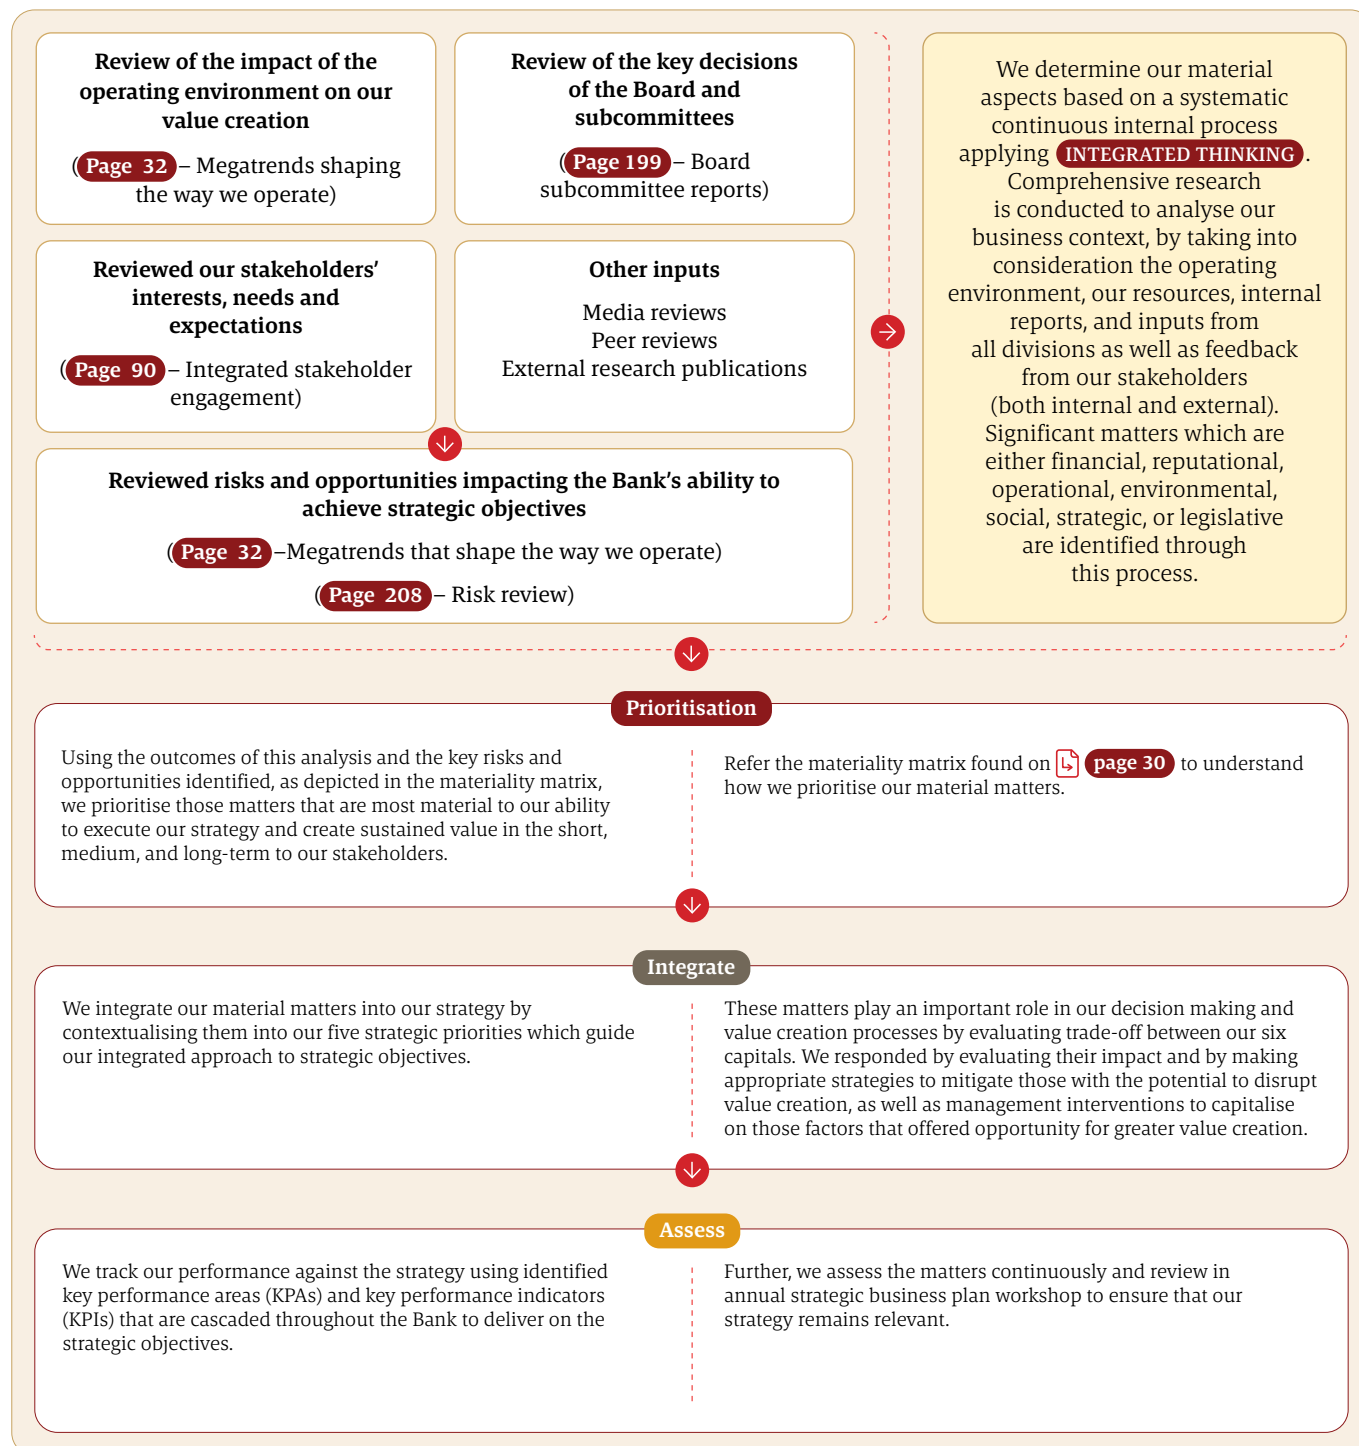 Review of the impact of the
operating environment on our
value creation
(Page 32 – Megatrends shaping
the way we operate)
Review of the key decisions
of the Board and
subcommittees
(Page 199 – Board
subcommittee reports)
Reviewed our stakeholders’
interests, needs and
expectations
(Page 90 – Integrated stakeholder
engagement)
Other inputs
Media reviews
Peer reviews
External research publications
Reviewed risks and opportunities impacting the Bank’s ability to
achieve strategic objectives
(Page 32 –Megatrends that shape the way we operate)
(Page 208 – Risk review)
We determine our material
aspects based on a systematic
continuous internal process
applying INTEGRATED THINKING.
Comprehensive research
is conducted to analyse our
business context, by taking into
consideration the operating
environment, our resources, internal
reports, and inputs from
all divisions as well as feedback
from our stakeholders
(both internal and external).
Significant matters which are
either financial, reputational,
operational, environmental,
social, strategic, or legislative
are identified through
this process.
Prioritisation
Using the outcomes of this analysis and the key risks and
opportunities identified, as depicted in the materiality matrix,
we prioritise those matters that are most material to our ability
to execute our strategy and create sustained value in the short,
medium, and long-term to our stakeholders.
Refer the materiality matrix found on page 30 to understand
how we prioritise our material matters.
Integrate
We integrate our material matters into our strategy by
contextualising them into our five strategic priorities which guide
our integrated approach to strategic objectives.
These matters play an important role in our decision making and
value creation processes by evaluating trade-off between our six
capitals. We responded by evaluating their impact and by making
appropriate strategies to mitigate those with the potential to disrupt
value creation, as well as management interventions to capitalise
on those factors that offered opportunity for greater value creation.
Assess
We track our performance against the strategy using identified
key performance areas (KPAs) and key performance indicators
(KPIs) that are cascaded throughout the Bank to deliver on the
strategic objectives.
Further, we assess the matters continuously and review in
annual strategic business plan workshop to ensure that our
strategy remains relevant.